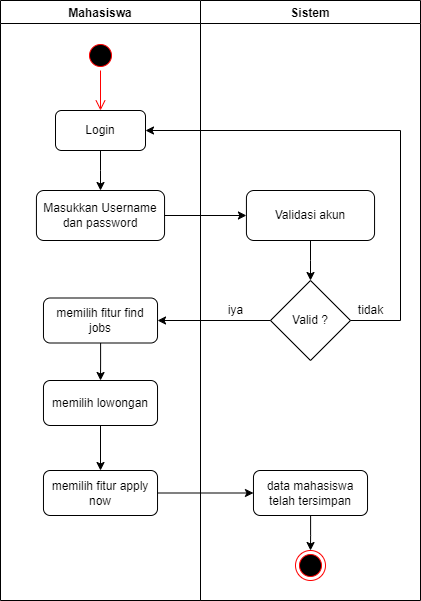 Mahasiswa
Sistem
Login
Masukkan Username
dan password
Validasi akun
Valid ?
iya
tidak
memilih fitur find
jobs
memilih lowongan
memilih fitur apply
now
data mahasiswa
telah tersimpan